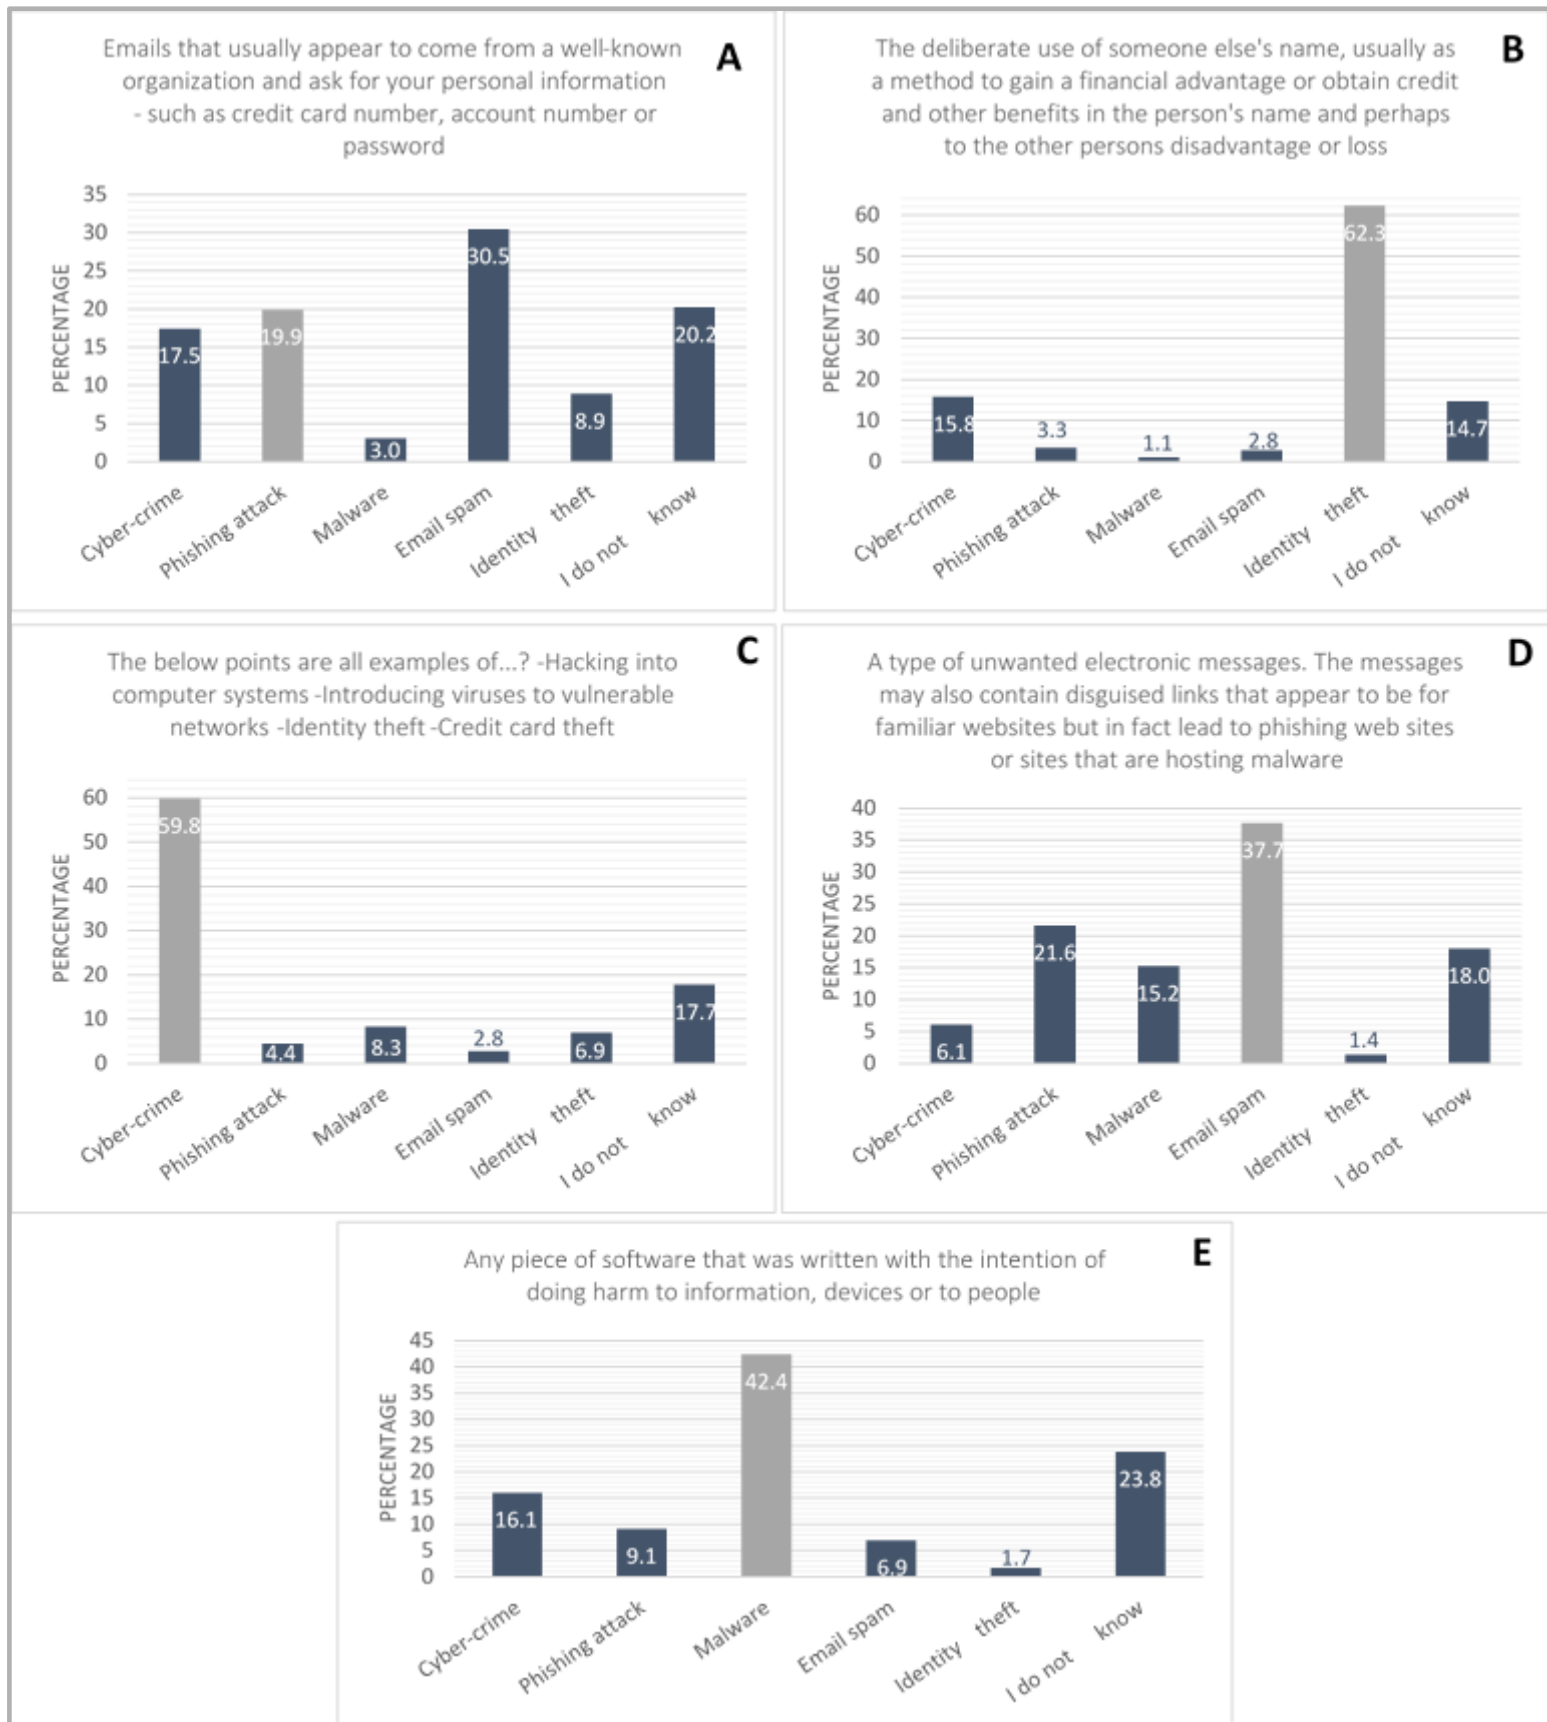 Emails that usually appear to come from a well-known
organization and ask for your personal information
- such as credit card number, account number or
password
A
PERCENTAGE
35
30
25
20
15
10
5
0
17.5
19.9
3.0
30.5
8.9
20.2
Cyber-crime
Phishing attack
Malware
Email spam
Identity theft
I do not know
The deliberate use of someone else's name, usually as
a method to gain a financial advantage or obtain credit
and other benefits in the person's name and perhaps
to the other persons disadvantage or loss
B
PERCENTAGE
60
50
40
30
20
10
0
15.8
3.3
1.1
2.8
62.3
14.7
Cyber-crime
Phishing attack
Malware
Email spam
Identity theft
I do not know
The below points are all examples of...? -Hacking into
computer systems -Introducing viruses to vulnerable
networks -Identity theft -Credit card theft
C
PERCENTAGE
60
50
40
30
20
10
0
59.8
4.4
8.3
2.8
6.9
17.7
Cyber-crime
Phishing attack
Malware
Email spam
Identity theft
I do not know
A type of unwanted electronic messages. The messages
may also contain disguised links that appear to be for
familiar websites but in fact lead to phishing web sites
or sites that are hosting malware
D
PERCENTAGE
40
35
30
25
20
15
10
5
0
6.1
21.6
15.2
37.7
1.4
18.0
Cyber-crime
Phishing attack
Malware
Email spam
Identity theft
I do not know
Any piece of software that was written with the intention of
doing harm to information, devices or to people
E
PERCENTAGE
45
40
35
30
25
20
15
10
5
0
16.1
9.1
42.4
6.9
1.7
23.8
Cyber-crime
Phishing attack
Malware
Email spam
Identity theft
I do not know